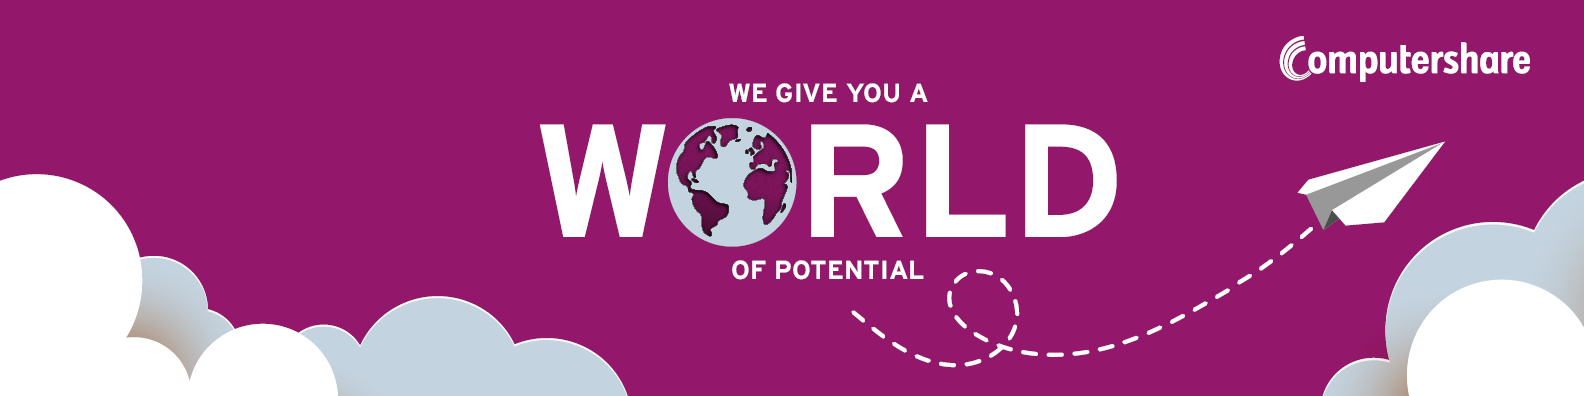 Computershare
WE GIVE YOU A
WORLD
OF POTENTIAL